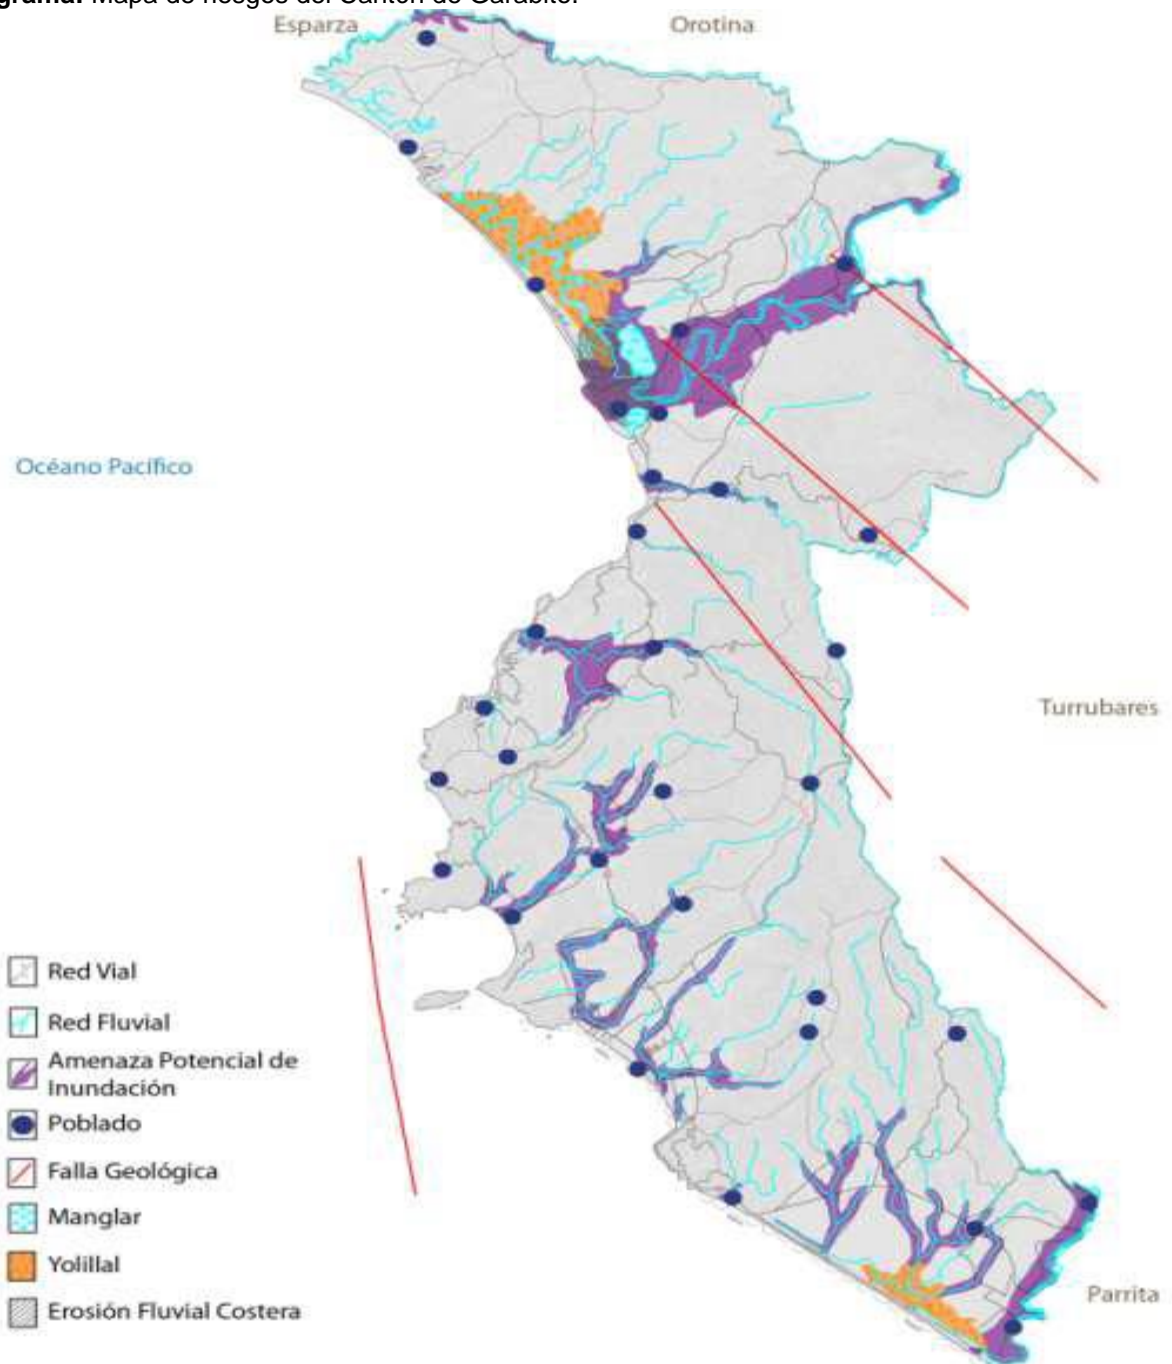 grama: Mapa de riesgos del Cantón de Garabito.
Esparza
Orotina
Océano Pacífico
Turrubares
Red Vial
Red Fluvial
Amenaza Potencial de
Inundación
Poblado
Falla Geológica
Manglar
Yolillal
Erosión Fluvial Costera
Parrita